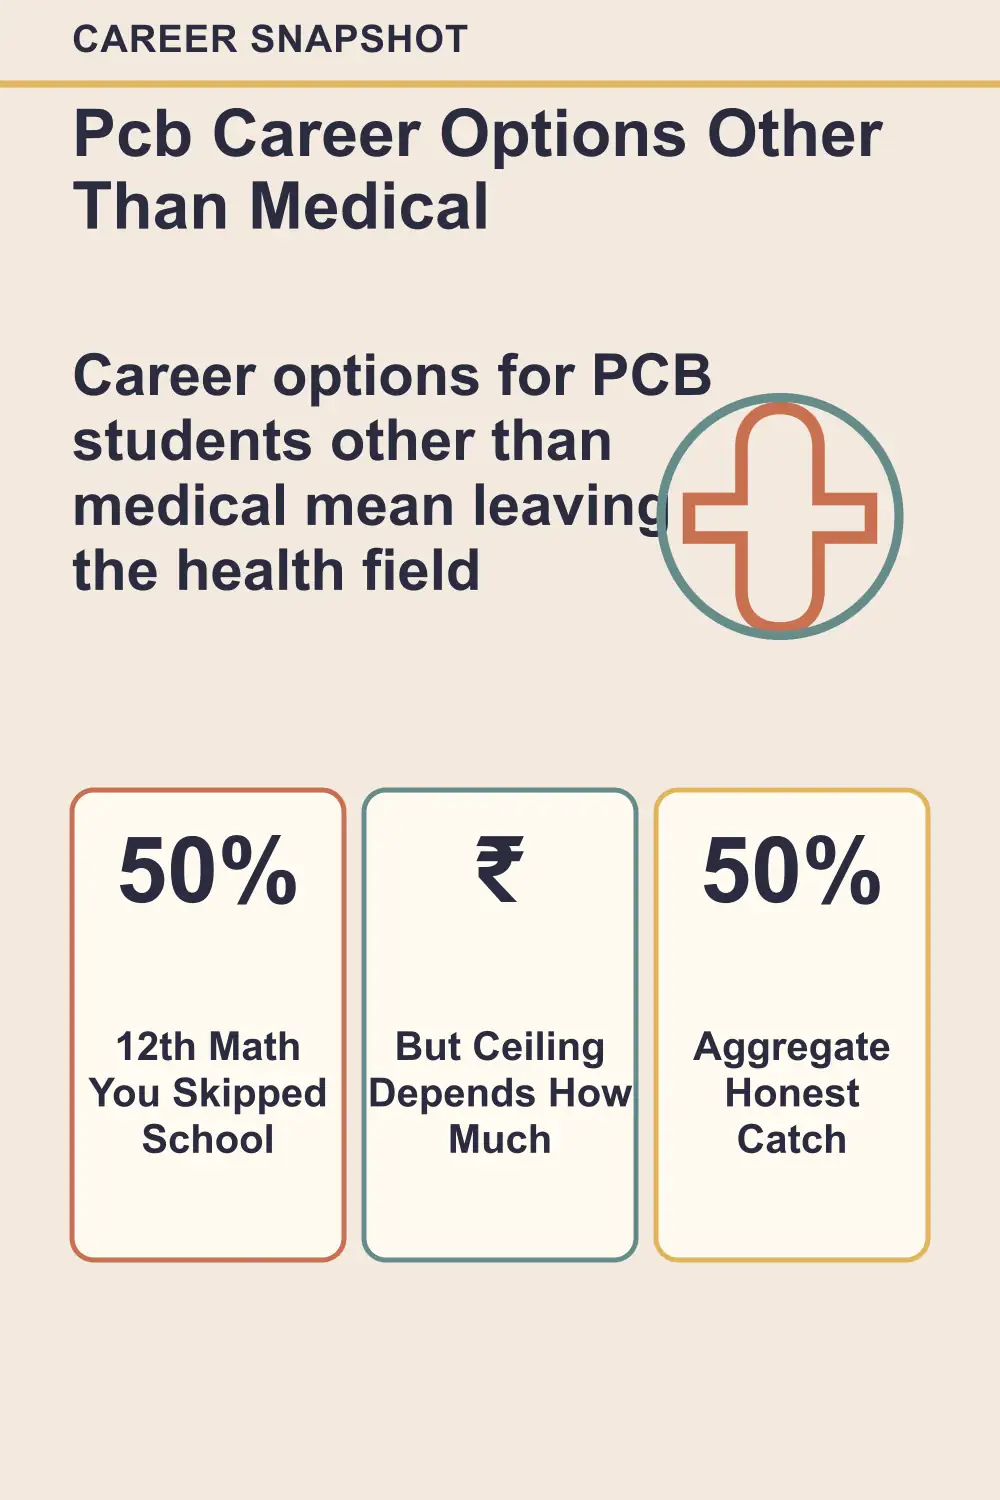 CAREER SNAPSHOT
Pcb Career Options Other
Than Medical
Career options for PCB
students other than
medical mean leaving
the health field
50%
12th Math
You Skipped
School
₹
But Ceiling
Depends How
Much
50%
Aggregate
Honest
Catch